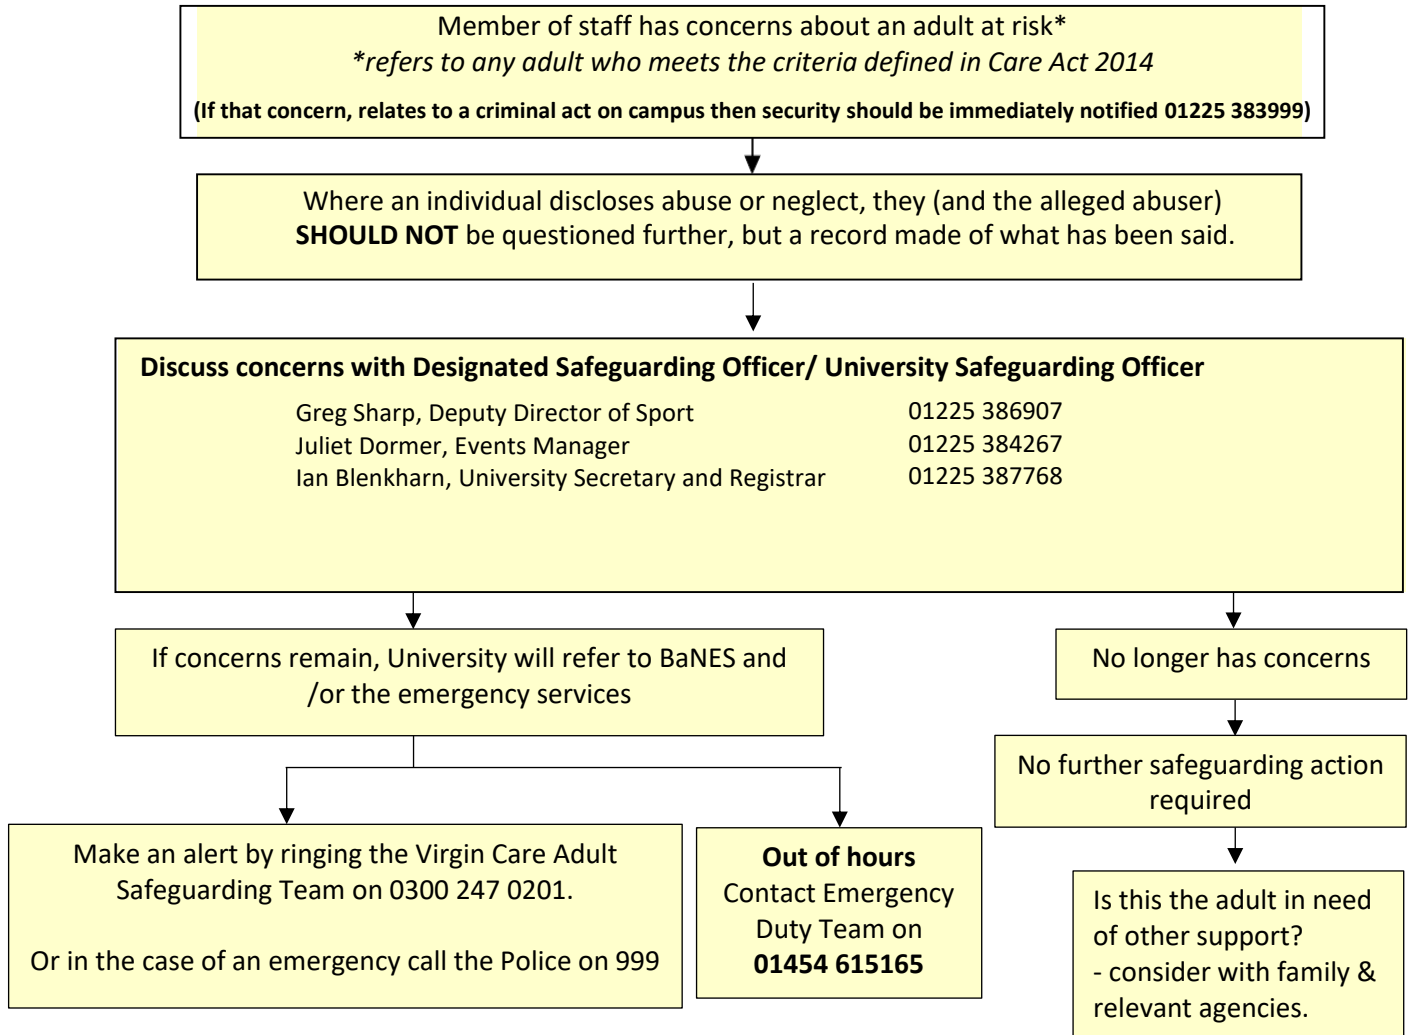 Member of staff has concerns about an adult at risk*
*refers to any adult who meets the criteria defined in Care Act 2014
(If that concern, relates to a criminal act on campus then security should be immediately notified 01225 383999)
Where an individual discloses abuse or neglect, they (and the alleged abuser)
SHOULD NOT be questioned further, but a record made of what has been said.
Discuss concerns with Designated Safeguarding Officer/ University Safeguarding Officer
Greg Sharp, Deputy Director of Sport 01225 386907
Juliet Dormer, Events Manager 01225 384267
Ian Blenkharn, University Secretary and Registrar 01225 387768
If concerns remain, University will refer to BaNES and
/or the emergency services
No longer has concerns
No further safeguarding action
required
Make an alert by ringing the Virgin Care Adult
Safeguarding Team on 0300 247 0201.
Or in the case of an emergency call the Police on 999
Out of hours
Contact Emergency
Duty Team on
01454 615165
Is this the adult in need
of other support?
- consider with family &
relevant agencies.